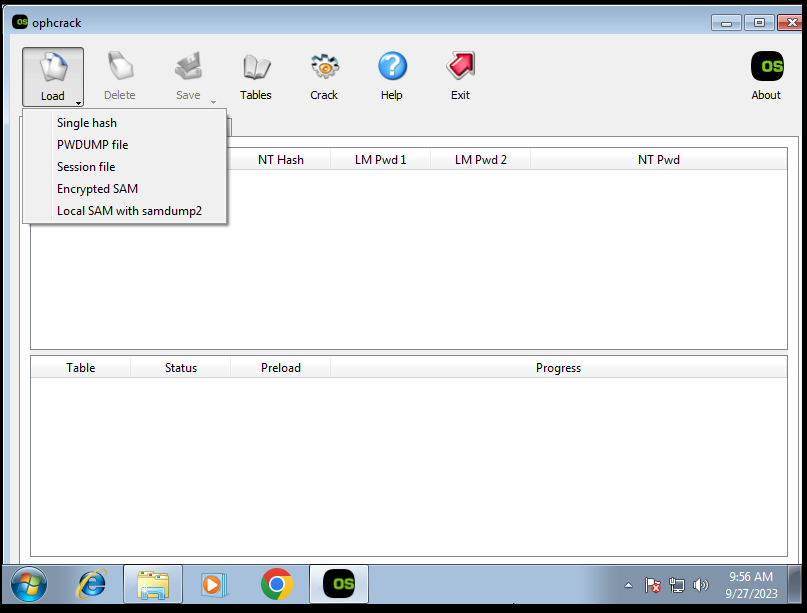 OS ophcrack
Load Delete Save Tables Crack Help Exit OS About
Single hash
PWDUMP file
Session file
Encrypted SAM
Local SAM with samdump2
NT Hash LM Pwd 1 LM Pwd 2 NT Pwd
Table Status Preload Progress
OS
9:56 AM
9/27/2023